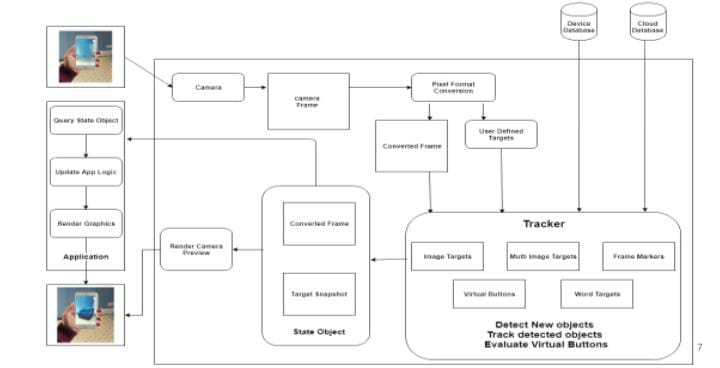 Device
Database
Cloud
Database
Camera
camera
Frame
Pixel Format
Conversion
Query State Object
Converted Frame
User Defined
Targets
Update App Logic
Render Graphics
Application
Render Camera
Preview
Converted Frame
Target Snapshot
State Object
Tracker
Image Targets
Multi Image Targets
Frame Markers
Virtual Buttons
Word Targets
Detect New objects
Track detected objects
Evaluate Virtual Buttons
7